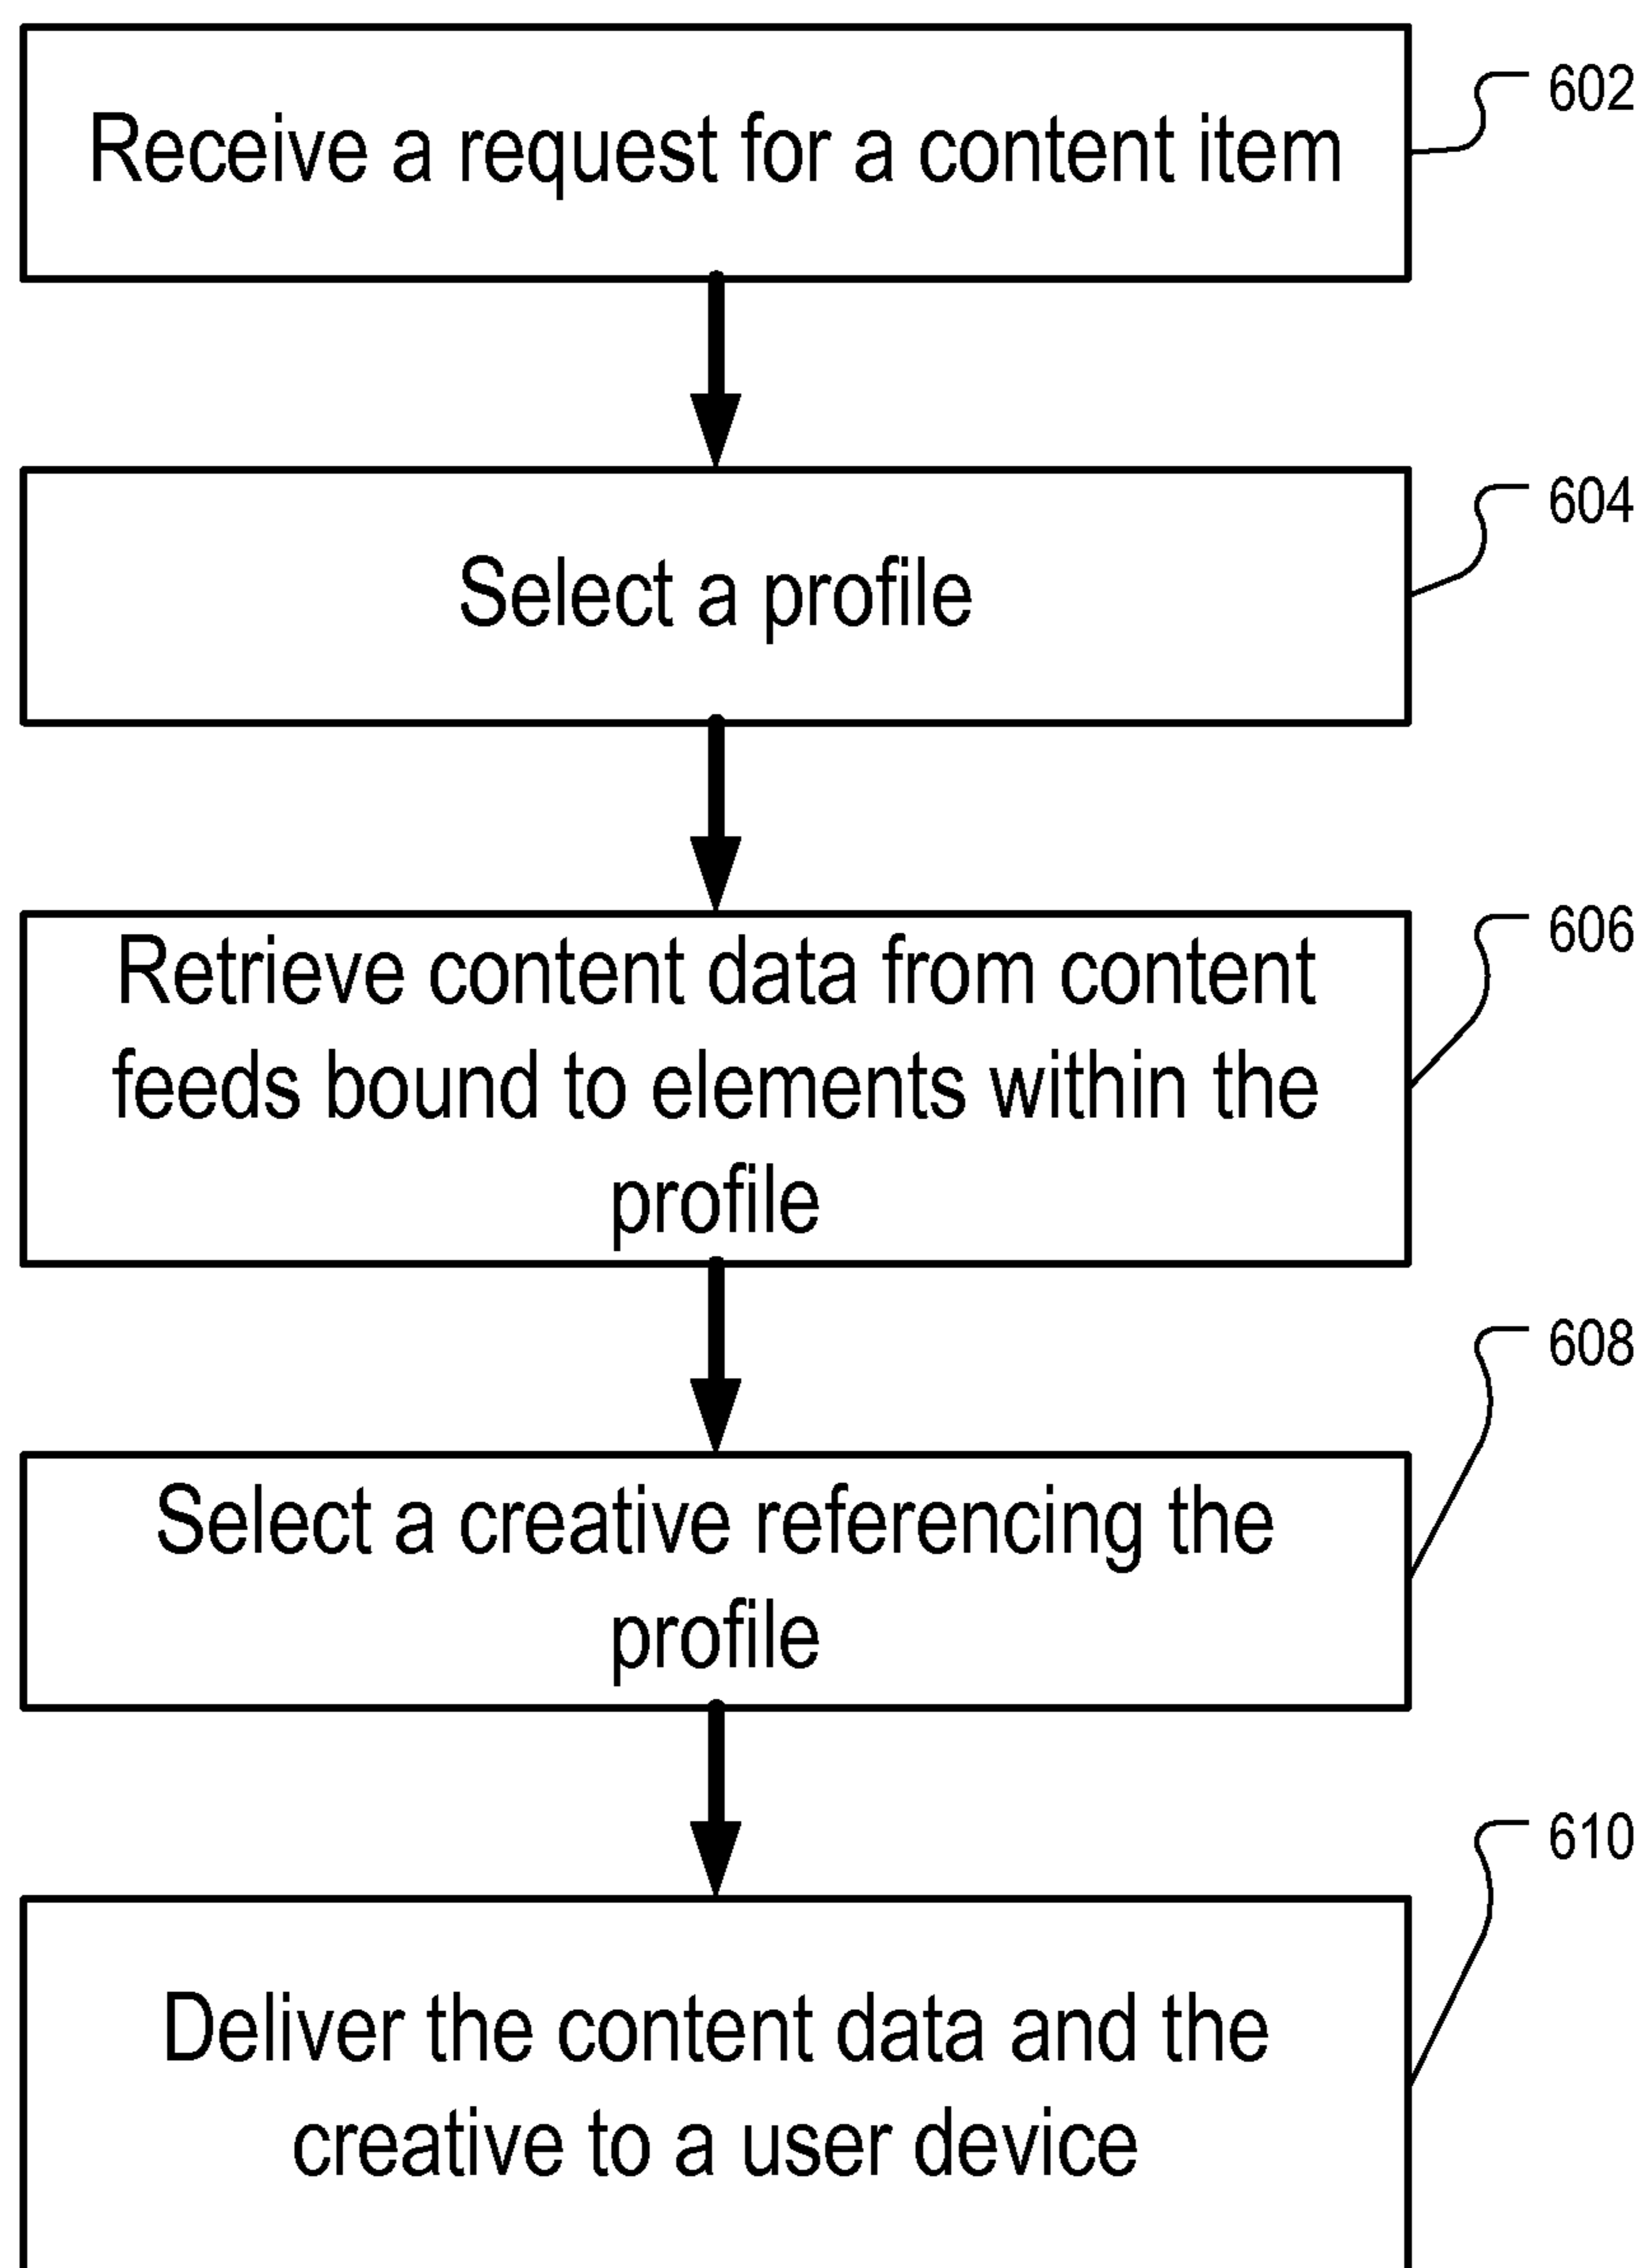 Receive a request for a content item
602
Select a profile
604
Retrieve content data from content
feeds bound to elements within the
profile
606
Select a creative referencing the
profile
608
Deliver the content data and the
creative to a user device
610